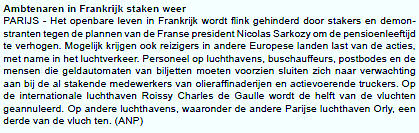 Ambtenaren in Frankrijk staken weer
PARIJS - Het openbare leven in Frankrijk wordt flink gehinderd door stakers en demon-
stranten tegen de plannen van de Franse president Nicolas Sarkozy om de pensioenleeftijd
te verhogen. Mogelijk krijgen ook reizigers in andere Europese landen last van de acties,
met name in het luchtverkeer. Personeel op luchthavens, buschauffeurs, postbodes en de
mensen die geldautomaten van biljetten moeten voorzien sluiten zich naar verwachting
aan bij de al stakende medewerkers van olieraffinaderijen en actievoerende truckers. Op
de internationale luchthaven Roissy Charles de Gaulle wordt de helft van de vluchten
geannuleerd. Op andere luchthavens, waaronder de andere Parijse luchthaven Orly, een
derde van de vluch ten. (ANP)